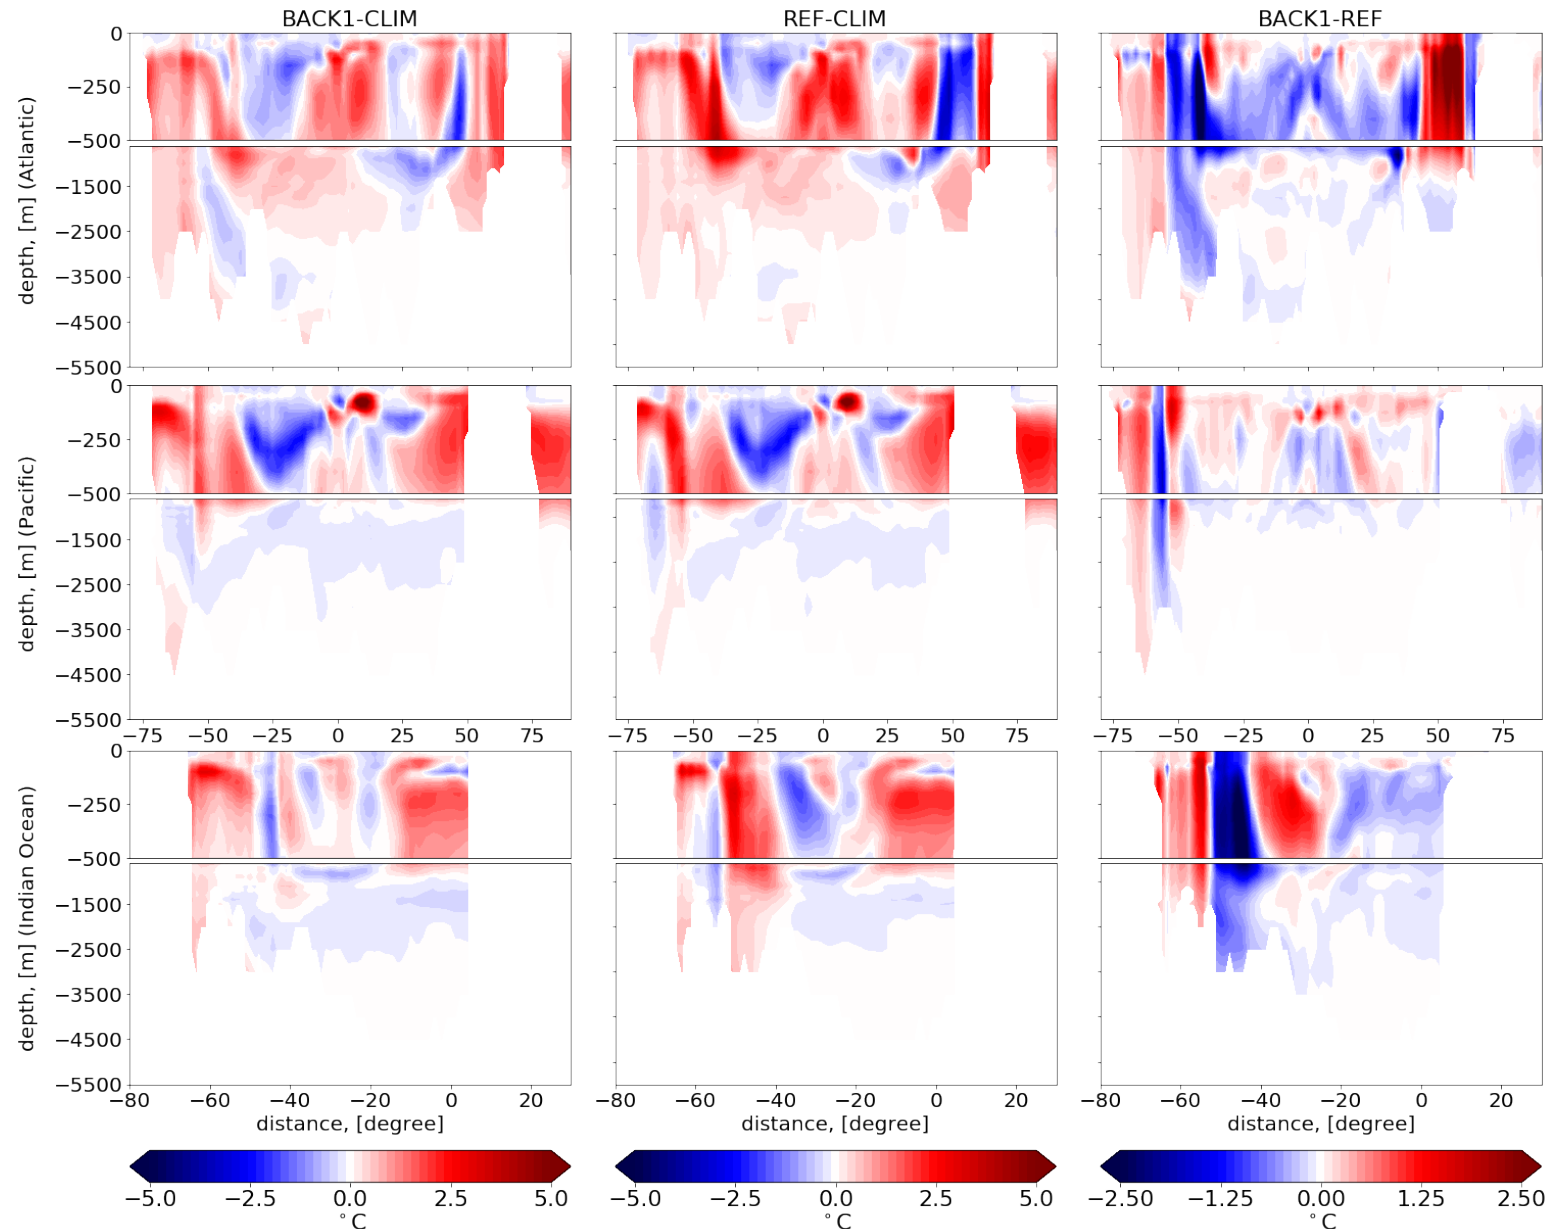 BACK1-CLIM REF-CLIM BACK1-REF
0
−250
−500
−1500
−2500
−3500
−4500
−5500
depth, [m] (Atlantic)
0
−250
−500
−1500
−2500
−3500
−4500
−5500
depth, [m] (Pacific)
−75 −50 −25 0 25 50 75 −75 −50 −25 0 25 50 75 −75 −50 −25 0 25 50 75
0
−250
−500
−1500
−2500
−3500
−4500
−5500
depth, [m] (Indian Ocean)
−80 −60 −40 −20 0 20 −80 −60 −40 −20 0 20 −80 −60 −40 −20 0 20
distance, [degree] distance, [degree] distance, [degree]
−5.0 −2.5 0.0 2.5 5.0 −5.0 −2.5 0.0 2.5 5.0 −2.50 −1.25 0.00 1.25 2.50
°C °C °C